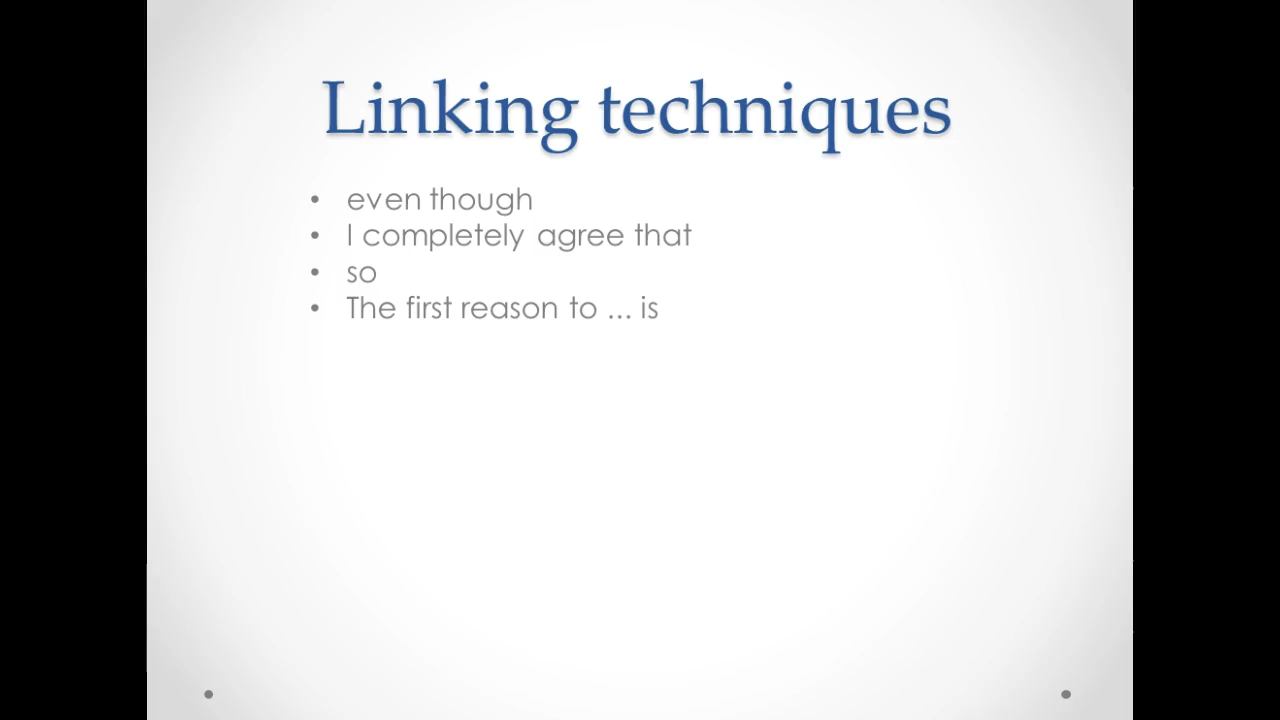 Linking techniques
• even though
• I completely agree that
• so
• The first reason to ... is